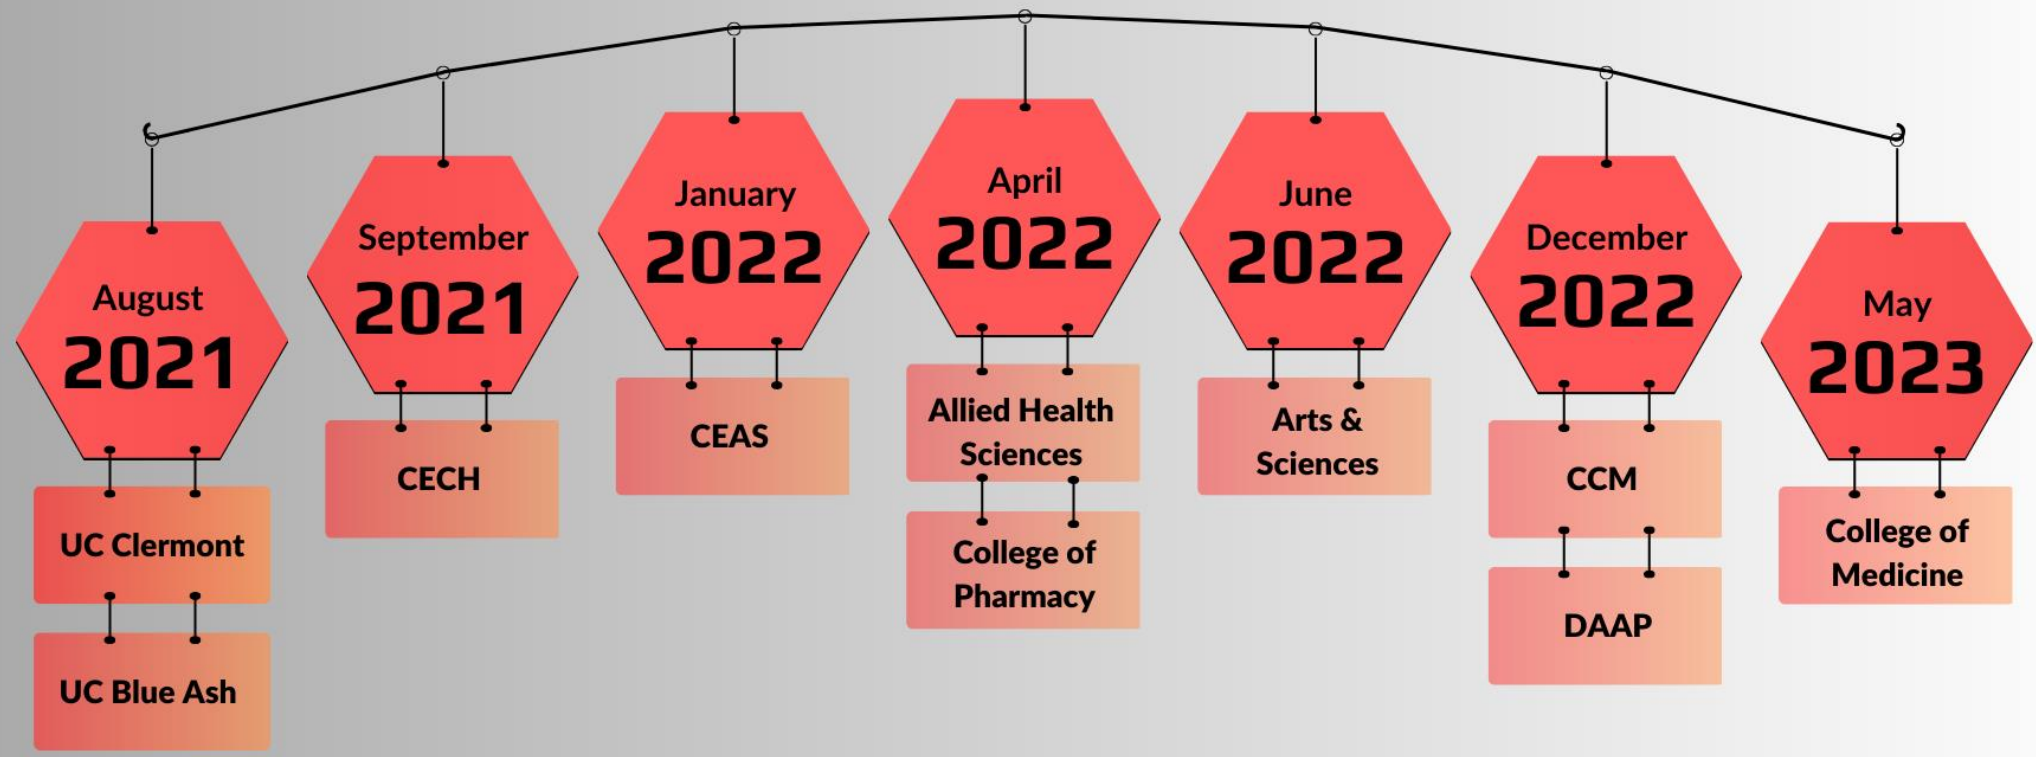 August
2021
UC Clermont
UC Blue Ash
September
2021
CECH
January
2022
CEAS
April
2022
Allied Health
Sciences
College of
Pharmacy
June
2022
Arts &
Sciences
December
2022
CCM
DAAP
May
2023
College of
Medicine